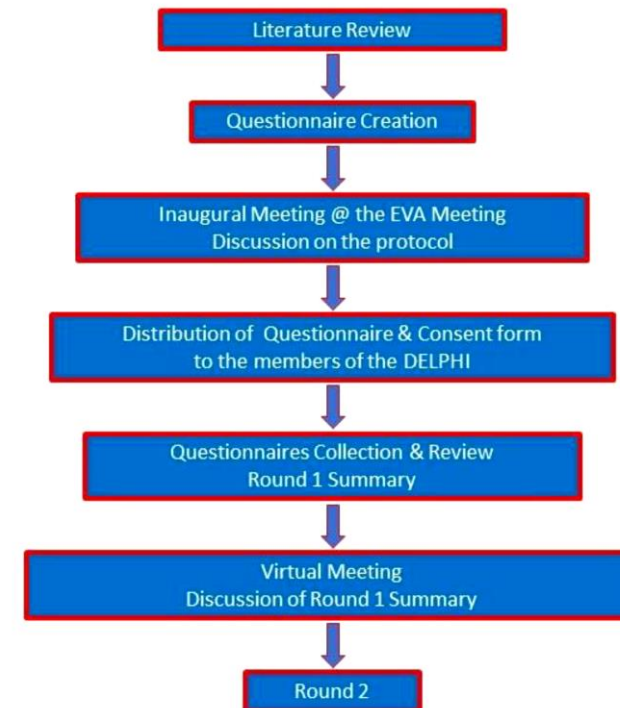 Literature Review
Questionnaire Creation
Inaugural Meeting @ the EVA Meeting
Discussion on the protocol
Distribution of Questionnaire & Consent form
to the members of the DELPHI
Questionnaires Collection & Review
Round 1 Summary
Virtual Meeting
Discussion of Round 1 Summary
Round 2